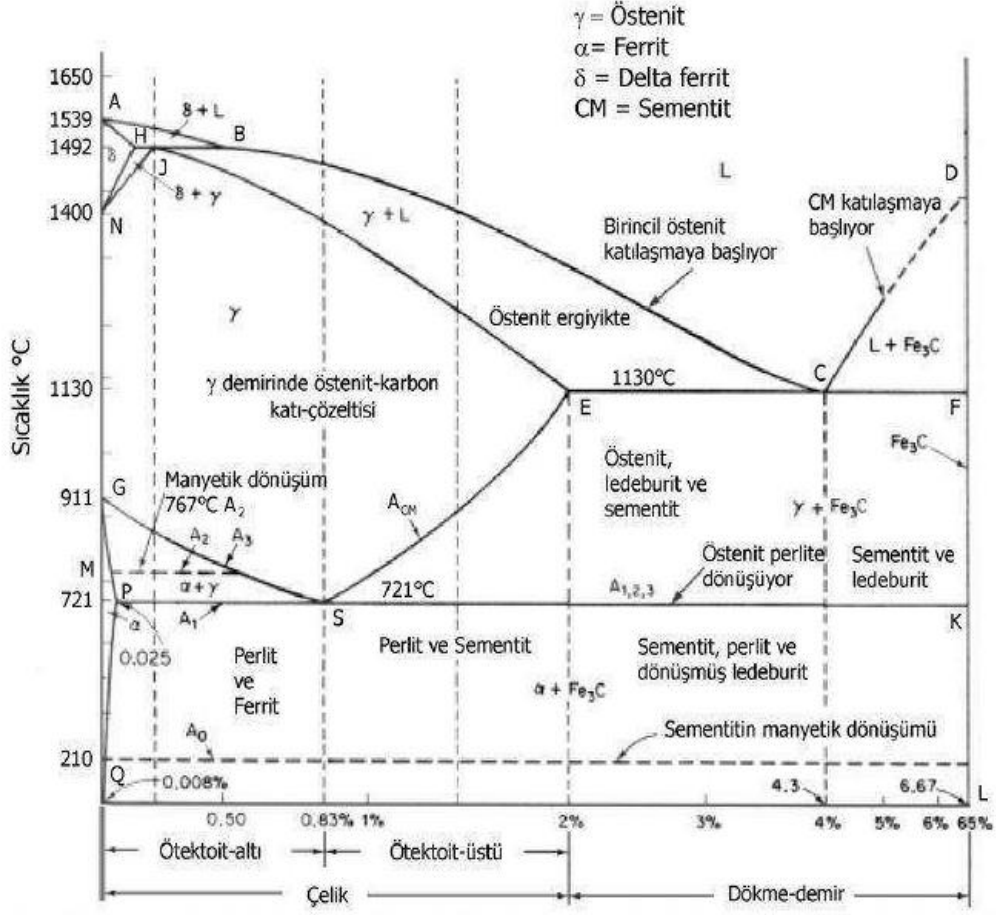 γ = Östenit
α= Ferrit
δ = Delta ferrit
CM = Sementit
Sıcaklık °C
1650
1539
1492
1400
1130
911
M
721
210
A
δ + L
H
B
δ
J
δ + γ
N
L
D
γ + L
CM katılaşmaya
başlıyor
Birincil östenit
katılaşmaya başlıyor
γ
Östenit ergiyikte
L + Fe₃C
γ demirinde östenit-karbon
katı-çözeltisi
1130°C
C
E
F
Fe₃C
Östenit,
ledeburit ve
sementit
G
Manyetik dönüşüm
767°C A₂
A_CM
γ + Fe₃C
A₂
A₃
α+γ
Östenit perlite
dönüşüyor
Sementit ve
ledeburit
P
721°C
A₁,₂,₃
α
A₁
S
K
0.025
Perlit
ve
Ferrit
Perlit ve Sementit
Sementit, perlit ve
dönüşmüş ledeburit
α + Fe₃C
A₀
Sementitin manyetik dönüşümü
Q
0,008%
4.3
6,67
L
0,50
0,83%
1%
2%
3%
4%
5%
6%
65%
Ötektoit-altı
Ötektoit-üstü
Çelik
Dökme-demir